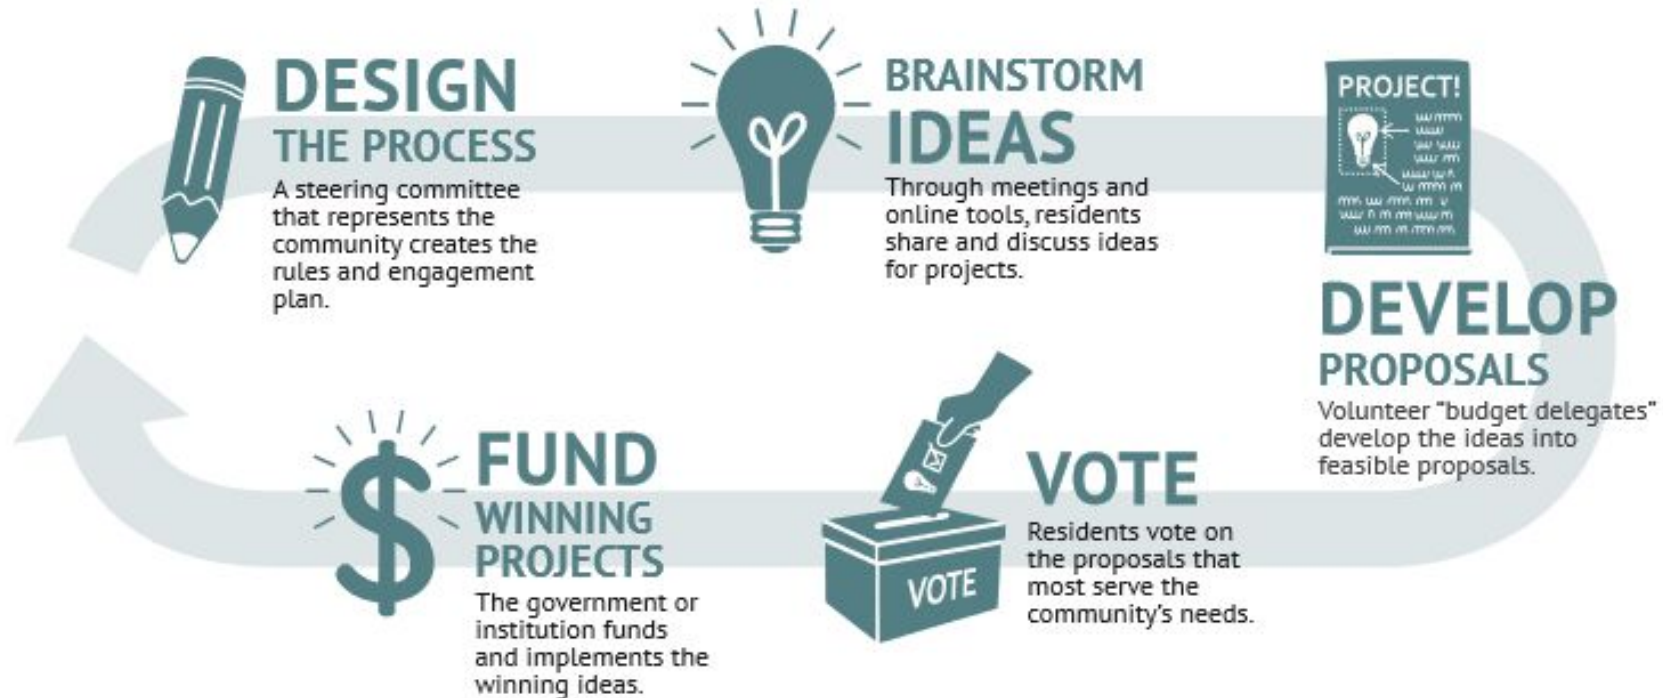 DESIGN
THE PROCESS
A steering committee
that represents the
community creates the
rules and engagement
plan.
BRAINSTORM
IDEAS
Through meetings and
online tools, residents
share and discuss ideas
for projects.
PROJECT!
DEVELOP
PROPOSALS
Volunteer "budget delegates"
develop the ideas into
feasible proposals.
VOTE
Residents vote on
the proposals that
most serve the
community's needs.
VOTE
FUND
WINNING
PROJECTS
The government or
institution funds
and implements the
winning ideas.